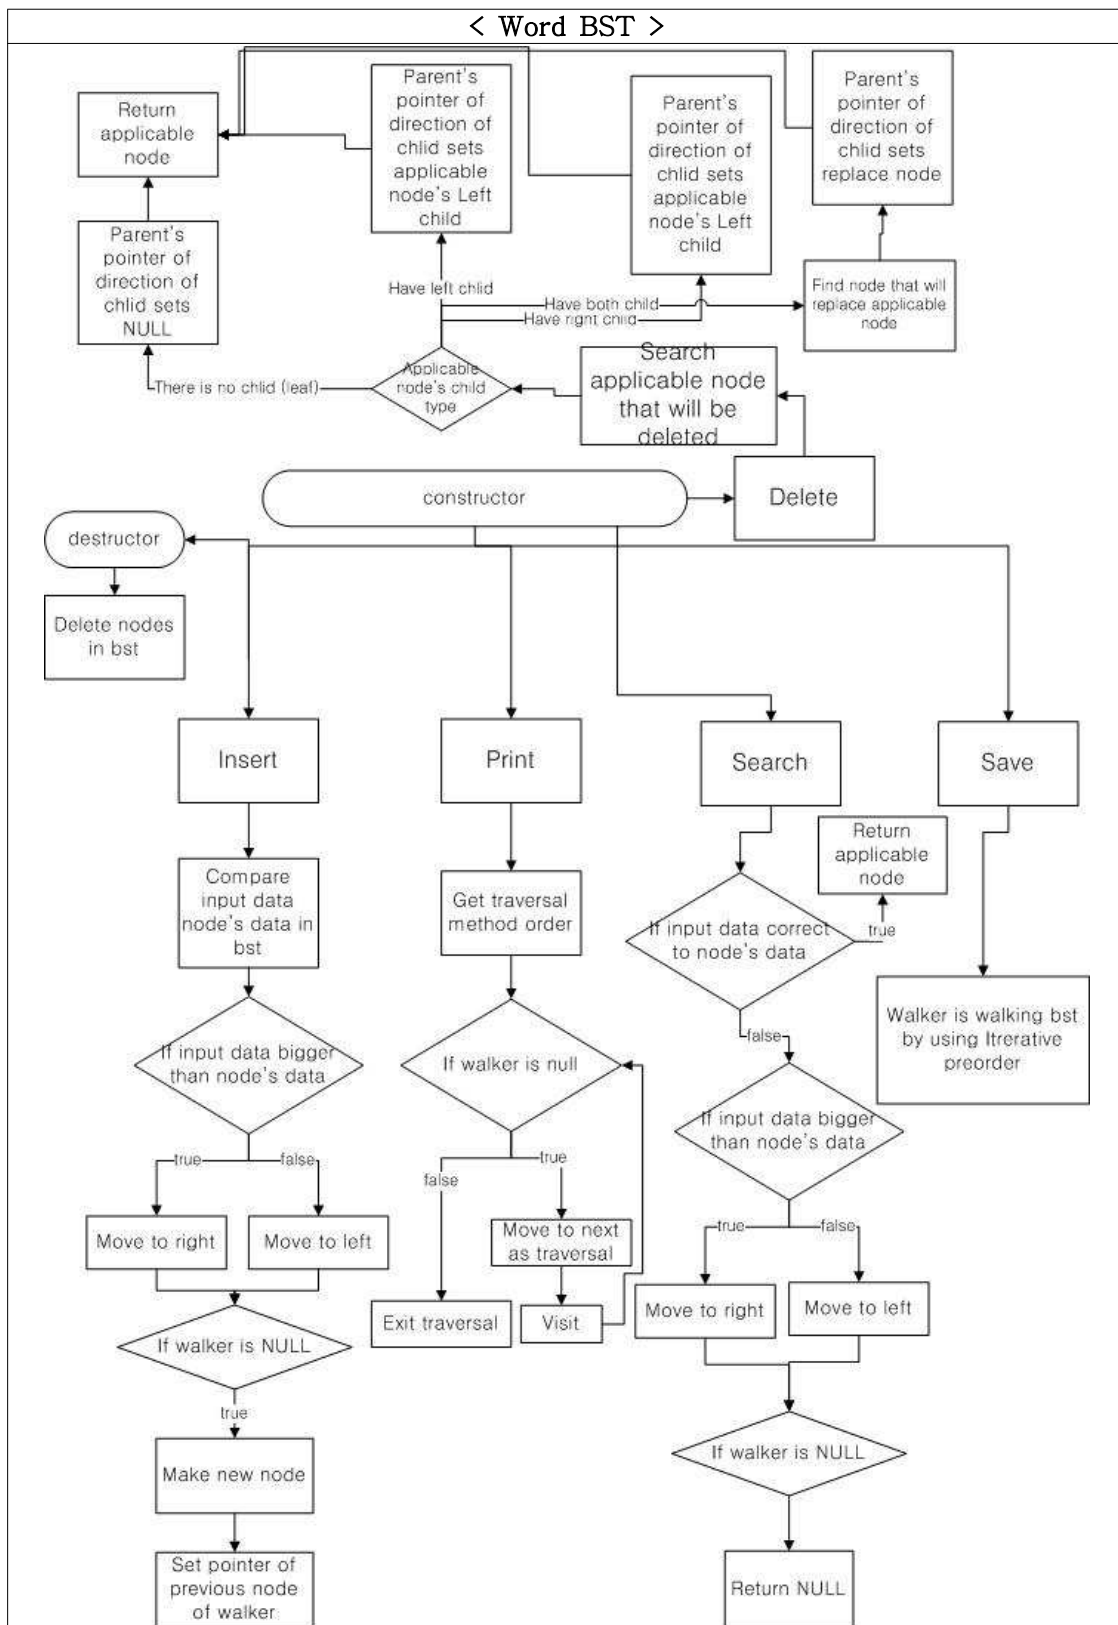 < Word BST >
Return
applicable
node
Parent's
pointer of
direction of
chlid sets
applicable
node's Left
child
Parent's
pointer of
direction of
chlid sets
applicable
node's Left
child
Parent's
pointer of
direction of
chlid sets
replace node
Parent's
pointer of
direction of
chlid sets
NULL
Have left chlid
Have both child
Have right child
Find node that will
replace applicable
node
There is no chlid (leaf)
Applicable
node's child
type
Search
applicable node
that will be
deleted
constructor
Delete
destructor
Delete nodes
in bst
Insert
Print
Search
Save
Compare
input data
node's data in
bst
Get traversal
method order
Return
applicable
node
If input data correct
to node's data
true
false
Walker is walking bst
by using Itrerative
preorder
If input data bigger
than node's data
If walker is null
If input data bigger
than node's data
true
false
false
true
Move to right
Move to left
Move to next
as traversal
true
false
Exit traversal
Visit
Move to right
Move to left
If walker is NULL
true
If walker is NULL
Make new node
Set pointer of
previous node
of walker
Return NULL